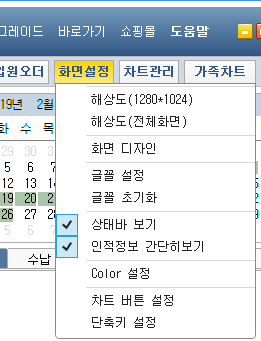 그레이드 바로가기 쇼핑몰 도움말
입원오더 화면설정 차트관리 가족차트
19년 2월
화 수 목
해상도(1280*1024)
해상도(전체화면)
29 30 31
화면 디자인
5 6 7
글꼴 설정
12 13 14
글꼴 초기화
19 20 21
상태바 보기
26 27 28
인적정보 간단히보기
5 6 7
수납
Color 설정
차트 버튼 설정
단축키 설정